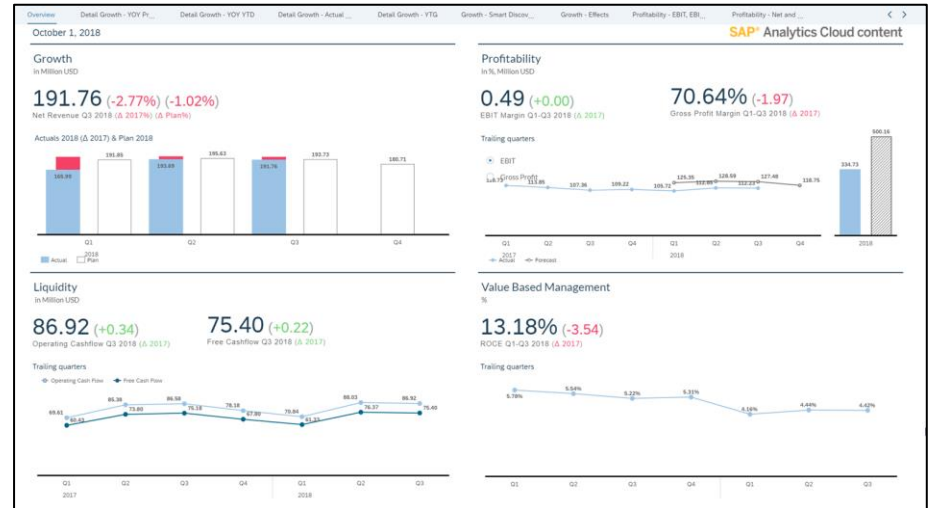 Overview Detail Growth - YOY Pr... Detail Growth - YOY YTD Detail Growth - Actual ... Detail Growth - YTG Growth - Smart Discov... Growth - Effects Profitability - EBIT, EBI... Profitability - Net and ...
October 1, 2018
SAP® Analytics Cloud content
Growth
in Million USD
191.76 (-2.77%) (-1.02%)
Net Revenue Q3 2018 (Δ 2017%) (Δ Plan%)
Actuals 2018 (Δ 2017) & Plan 2018
191.85 195.63 193.73
193.69 191.76
Q1 Q2 Q3 Q4
2018
Actual Plan
Profitability
In %, Million USD
0.49 (+0.00)
EBIT Margin Q1-Q3 2018 (Δ 2017)
70.64% (-1.97)
Gross Profit Margin Q1-Q3 2018 (Δ 2017)
Trailing quarters
EBIT
Gross Profit
113.85 107.36 109.22 105.72 125.35 128.58 127.48 118.75
334.73
500.16
Q1 Q2 Q3 Q4 Q1 Q2 Q3 Q4 2018
2017 2018
Actual Forecast
Liquidity
in Million USD
86.92 (+0.34)
Operating Cashflow Q3 2018 (Δ 2017)
75.40 (+0.22)
Free Cashflow Q3 2018 (Δ 2017)
Trailing quarters
Operating Cash Flow Free Cash Flow
69.61 85.36 86.58 78.18 86.03 86.92
73.80 75.18 76.37 75.40
Q1 Q2 Q3 Q4 Q1 Q2 Q3
2017 2018
Value Based Management
%
13.18% (-3.54)
ROCE Q1-Q3 2018 (Δ 2017)
Trailing quarters
5.78% 5.54% 5.22% 5.31% 4.44% 4.42%
Q1 Q2 Q3 Q4 Q1 Q2 Q3